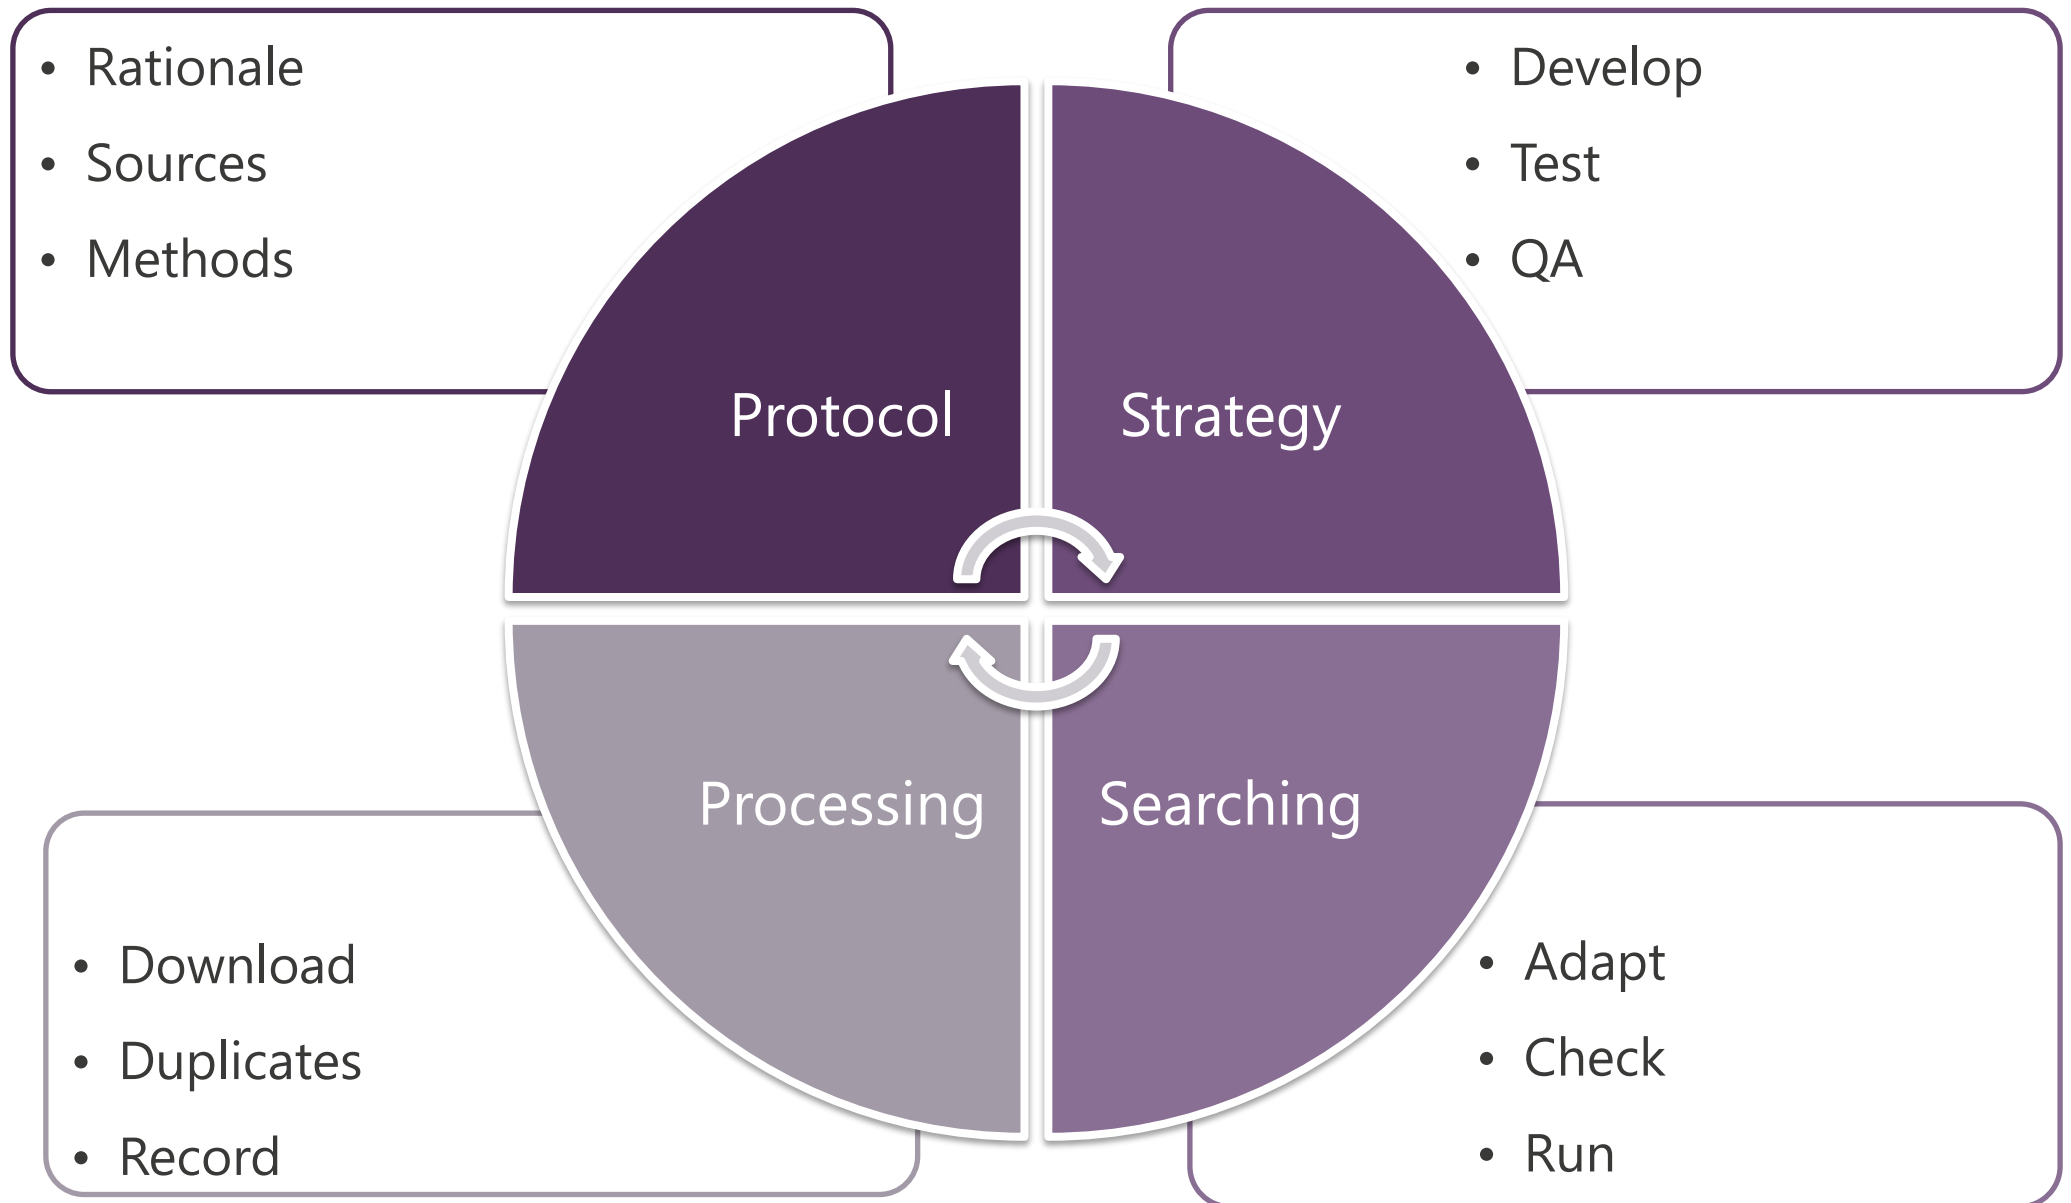 • Rationale
• Sources
• Methods
• Develop
• Test
• QA
Protocol
Strategy
Processing
Searching
• Download
• Duplicates
• Record
• Adapt
• Check
• Run